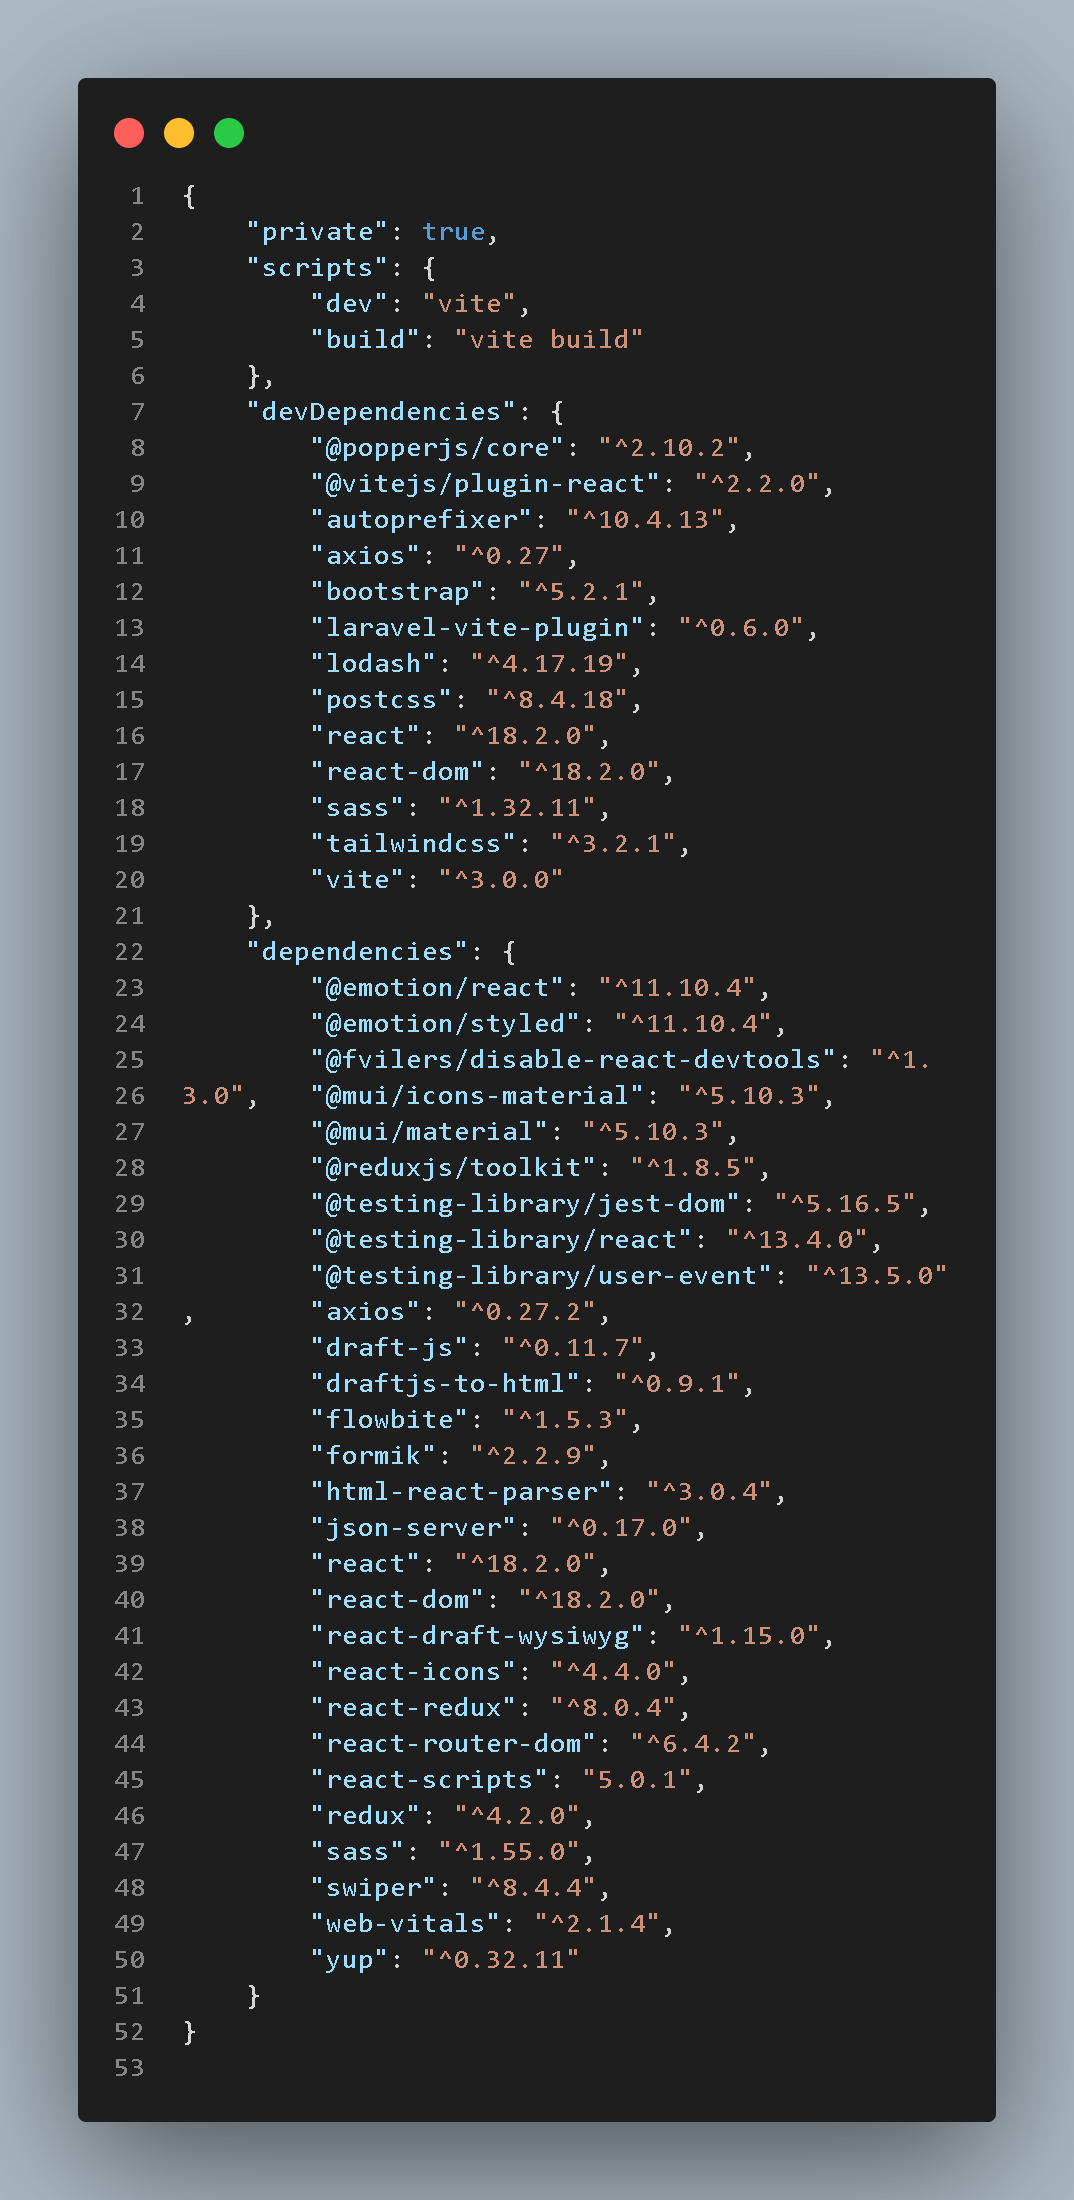 1 {
2     "private": true,
3     "scripts": {
4         "dev": "vite",
5         "build": "vite build"
6     },
7     "devDependencies": {
8         "@popperjs/core": "^2.10.2",
9         "@vitejs/plugin-react": "^2.2.0",
10         "autoprefixer": "^10.4.13",
11         "axios": "^0.27",
12         "bootstrap": "^5.2.1",
13         "laravel-vite-plugin": "^0.6.0",
14         "lodash": "^4.17.19",
15         "postcss": "^8.4.18",
16         "react": "^18.2.0",
17         "react-dom": "^18.2.0",
18         "sass": "^1.32.11",
19         "tailwindcss": "^3.2.1",
20         "vite": "^3.0.0"
21     },
22     "dependencies": {
23         "@emotion/react": "^11.10.4",
24         "@emotion/styled": "^11.10.4",
25         "@fvilers/disable-react-devtools": "^1.
26 3.0",   "@mui/icons-material": "^5.10.3",
27         "@mui/material": "^5.10.3",
28         "@reduxjs/toolkit": "^1.8.5",
29         "@testing-library/jest-dom": "^5.16.5",
30         "@testing-library/react": "^13.4.0",
31         "@testing-library/user-event": "^13.5.0"
32 ,       "axios": "^0.27.2",
33         "draft-js": "^0.11.7",
34         "draftjs-to-html": "^0.9.1",
35         "flowbite": "^1.5.3",
36         "formik": "^2.2.9",
37         "html-react-parser": "^3.0.4",
38         "json-server": "^0.17.0",
39         "react": "^18.2.0",
40         "react-dom": "^18.2.0",
41         "react-draft-wysiwyg": "^1.15.0",
42         "react-icons": "^4.4.0",
43         "react-redux": "^8.0.4",
44         "react-router-dom": "^6.4.2",
45         "react-scripts": "5.0.1",
46         "redux": "^4.2.0",
47         "sass": "^1.55.0",
48         "swiper": "^8.4.4",
49         "web-vitals": "^2.1.4",
50         "yup": "^0.32.11"
51     }
52 }
53